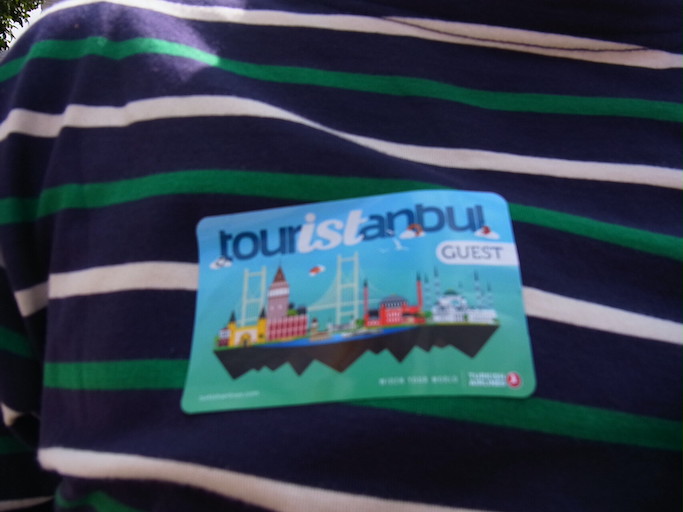 touristanbul
GUEST
WIDEN YOUR WORLD
TURKISH
AIRLINES